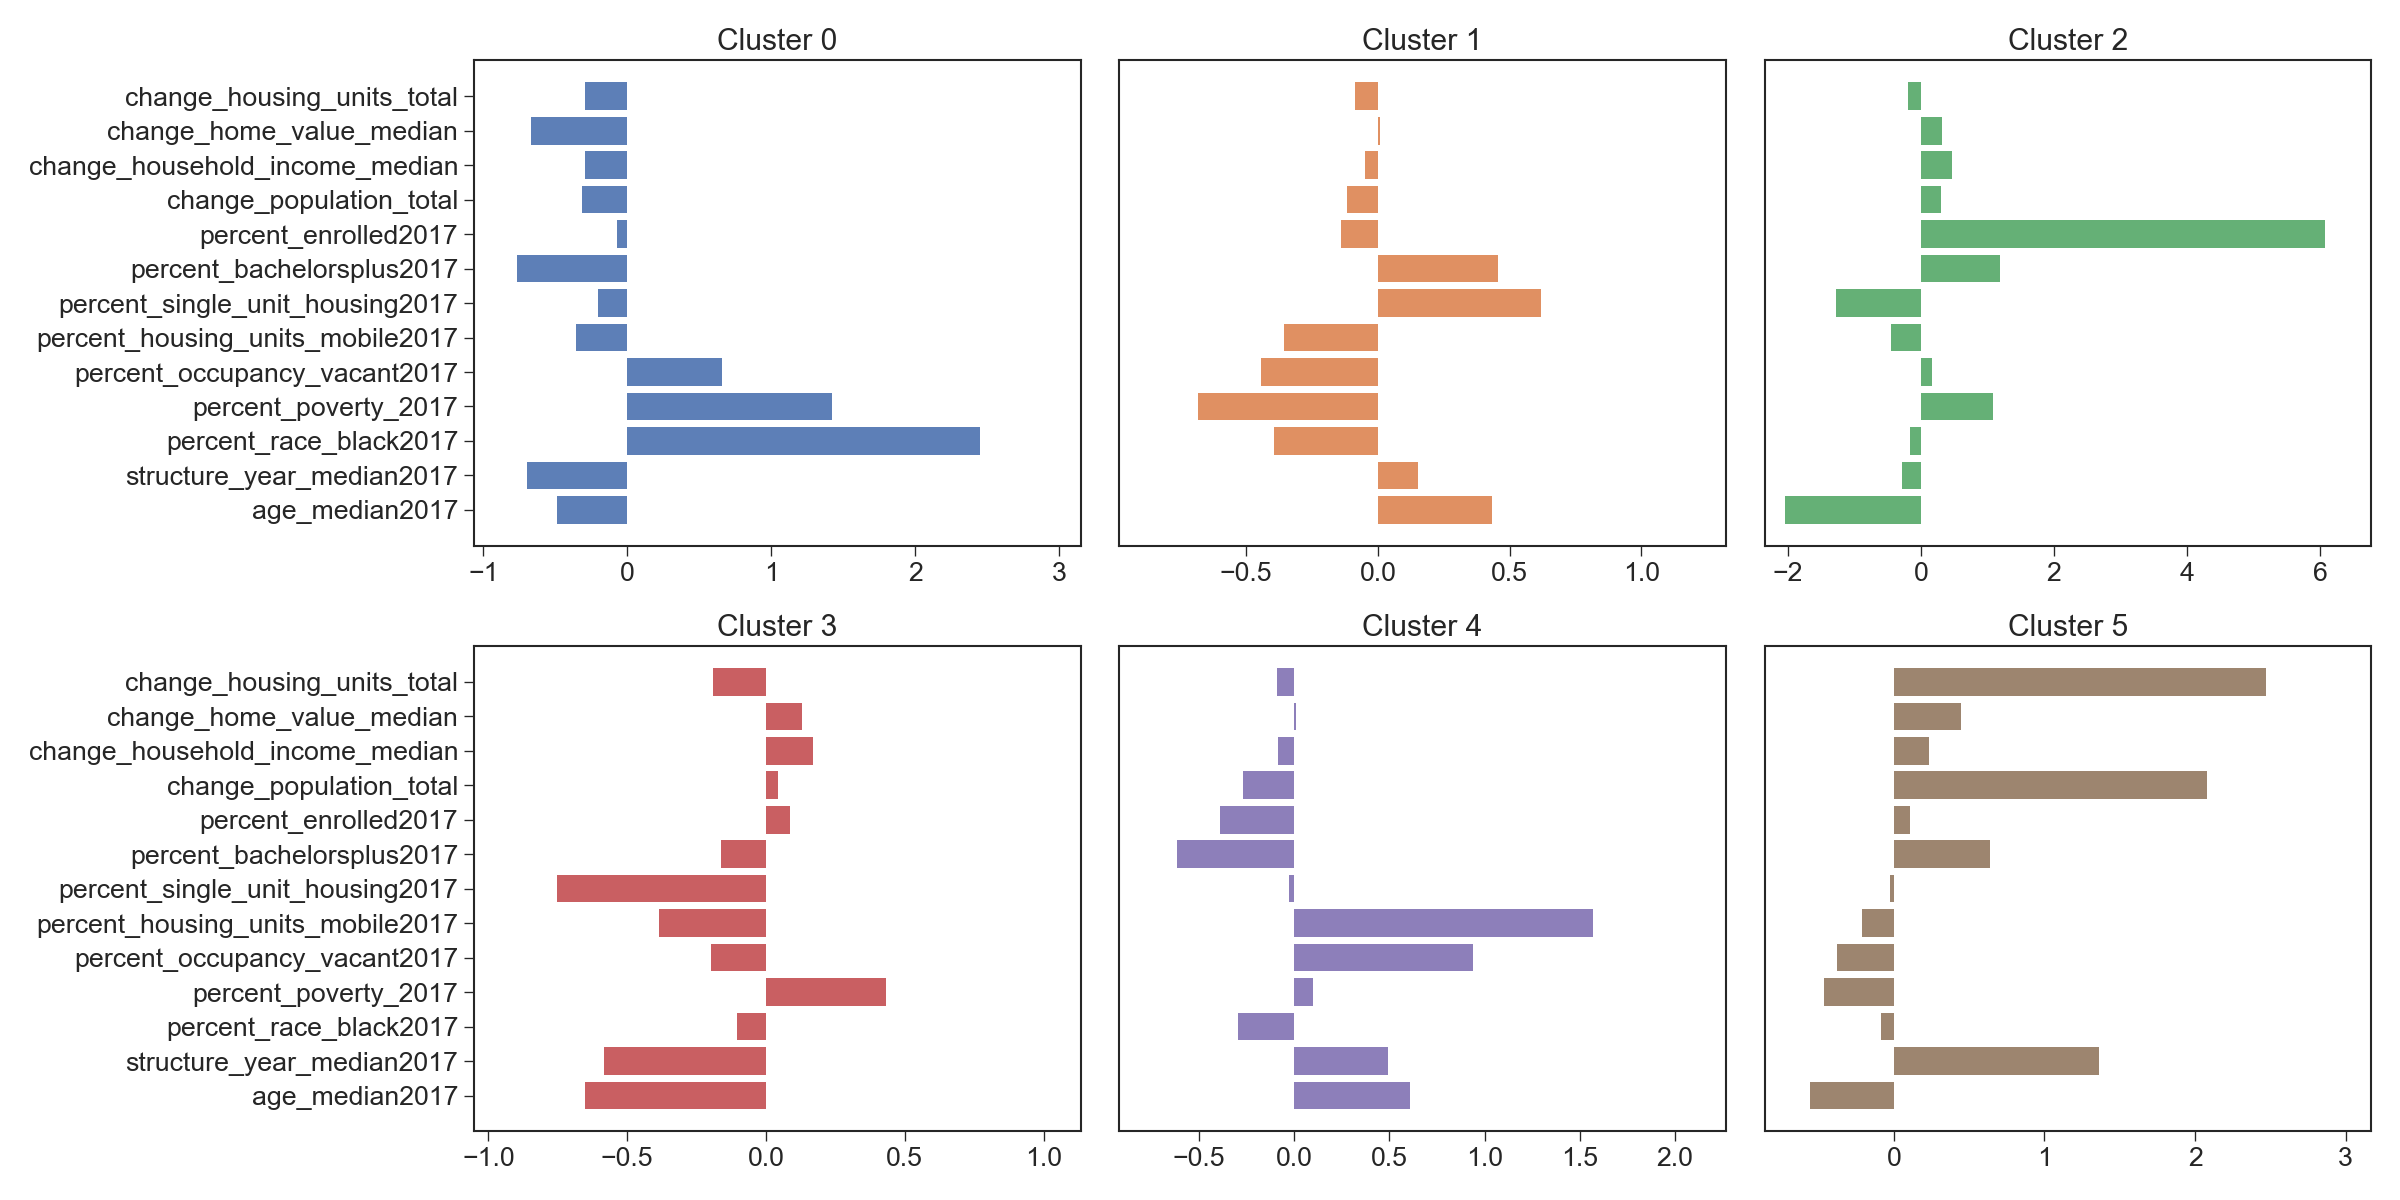 Cluster 0
Cluster 1
Cluster 2
change_housing_units_total
change_home_value_median
change_household_income_median
change_population_total
percent_enrolled2017
percent_bachelorsplus2017
percent_single_unit_housing2017
percent_housing_units_mobile2017
percent_occupancy_vacant2017
percent_poverty_2017
percent_race_black2017
structure_year_median2017
age_median2017
−1 0 1 2 3
−0.5 0.0 0.5 1.0
−2 0 2 4 6
Cluster 3
Cluster 4
Cluster 5
change_housing_units_total
change_home_value_median
change_household_income_median
change_population_total
percent_enrolled2017
percent_bachelorsplus2017
percent_single_unit_housing2017
percent_housing_units_mobile2017
percent_occupancy_vacant2017
percent_poverty_2017
percent_race_black2017
structure_year_median2017
age_median2017
−1.0 −0.5 0.0 0.5 1.0
−0.5 0.0 0.5 1.0 1.5 2.0
0 1 2 3